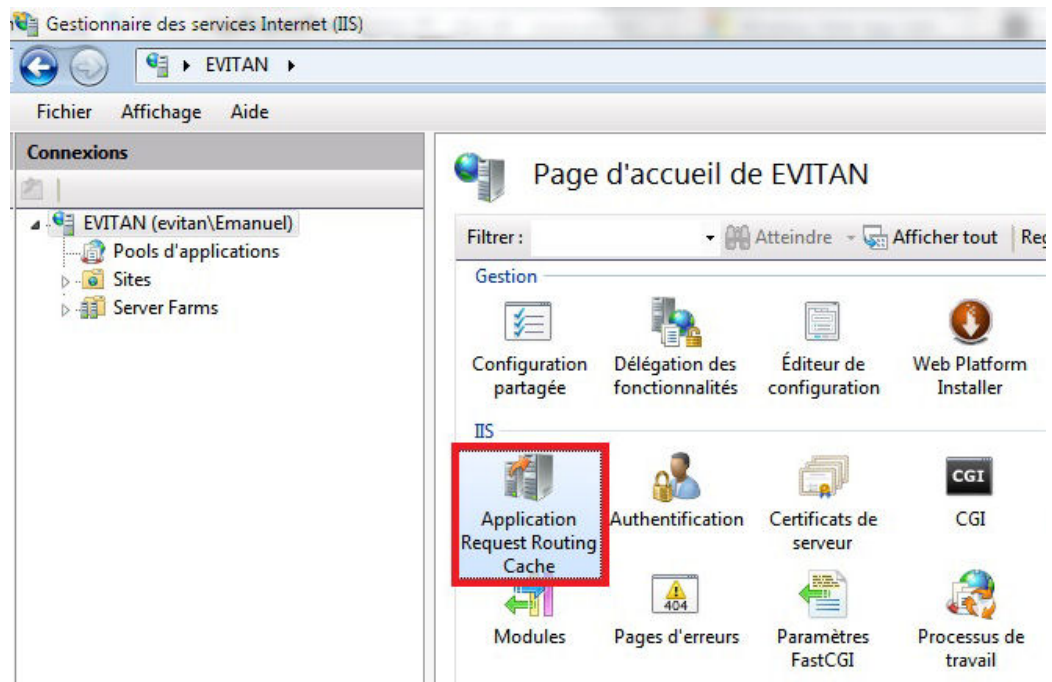 Gestionnaire des services Internet (IIS)
EVITAN
Fichier Affichage Aide
Connexions
EVITAN (evitan\Emanuel)
Pools d'applications
Sites
Server Farms
Page d'accueil de EVITAN
Filtrer : Atteindre Afficher tout
Gestion
Configuration partagée
Délégation des fonctionnalités
Éditeur de configuration
Web Platform Installer
IIS
Application Request Routing Cache
Authentification
Certificats de serveur
CGI
CGI
Modules
404
Pages d'erreurs
Paramètres FastCGI
Processus de travail